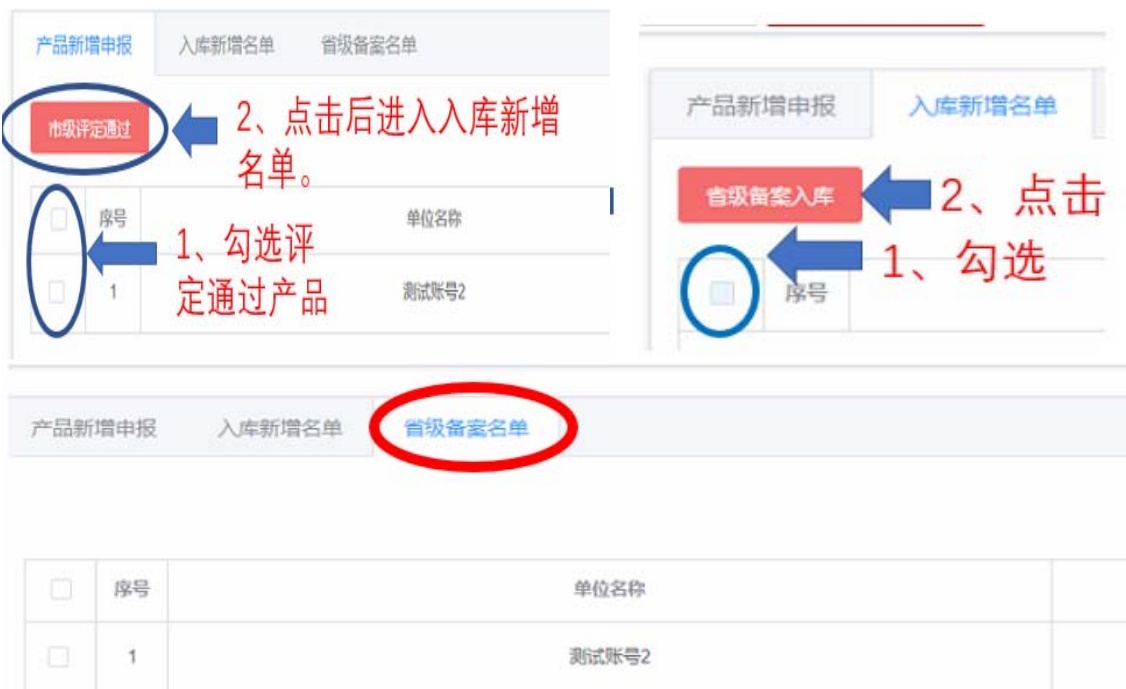 产品新增申报 入库新增名单 省级备案名单
市级评定通过
2、点击后进入入库新增
名单。
序号 单位名称
1、勾选评
定通过产品
1 测试账号2
产品新增申报 入库新增名单
省级备案入库
2、点击
1、勾选
序号
产品新增申报 入库新增名单 省级备案名单
序号 单位名称
1 测试账号2